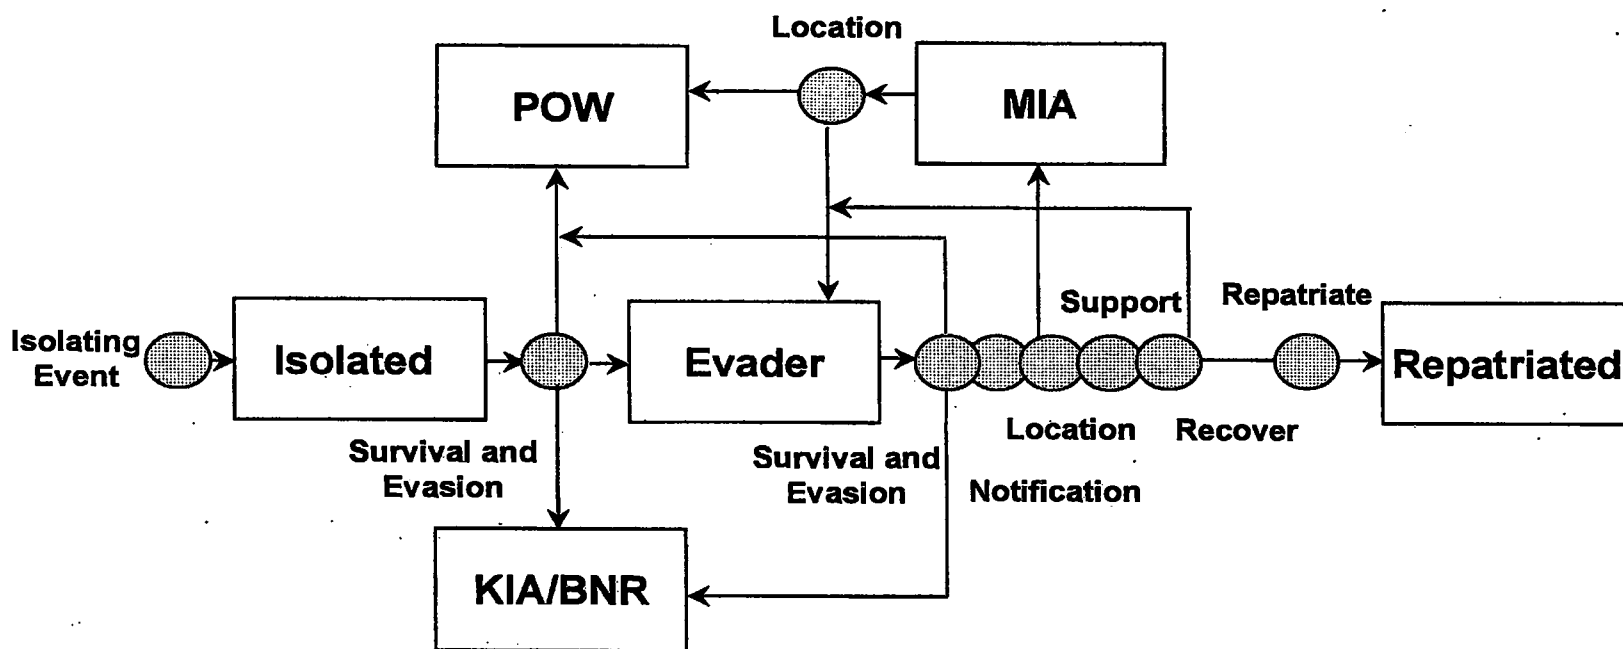 Location
POW
MIA
Support
Repatriate
Isolating
Event
Isolated
Evader
Repatriated
Location
Recover
Survival and
Evasion
Survival and
Evasion
Notification
KIA/BNR